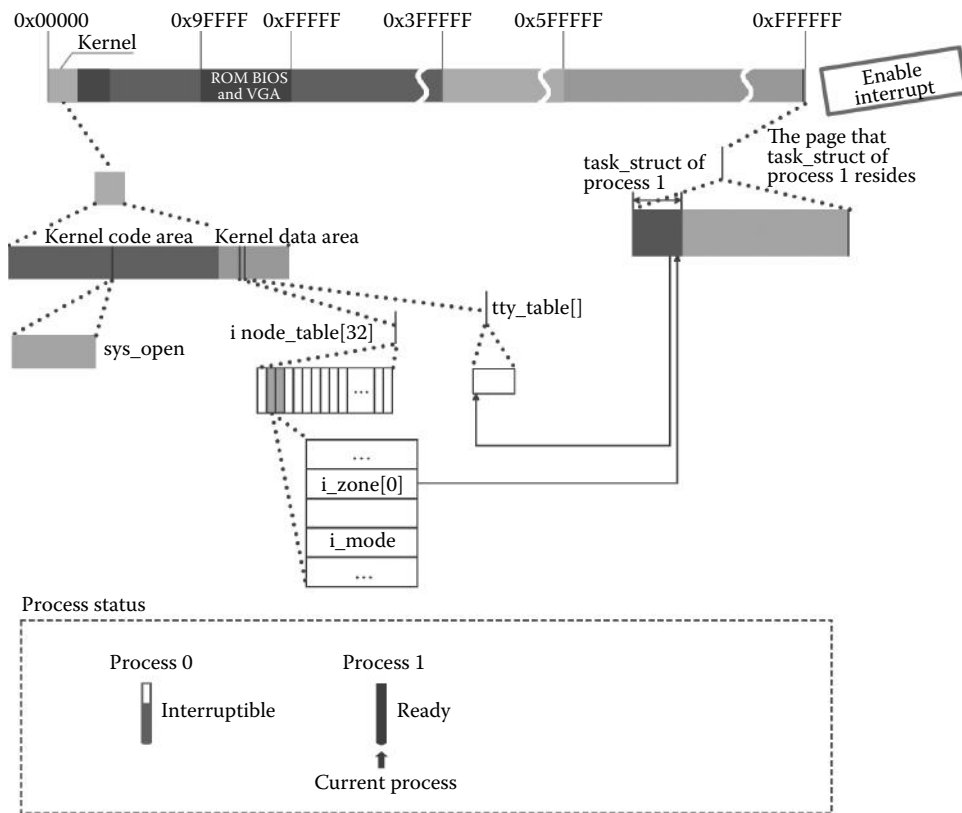 0x00000 0x9FFFF 0xFFFFF 0x3FFFFF 0x5FFFFF 0xFFFFFF
Kernel
ROM BIOS
and VGA
Enable
interrupt
The page that
task_struct of
process 1 resides
task_struct of
process 1
Kernel code area Kernel data area
sys_open
i node_table[32]
tty_table[]
...
...
i_zone[0]
i_mode
...
Process status
Process 0 Process 1
Interruptible Ready
Current process